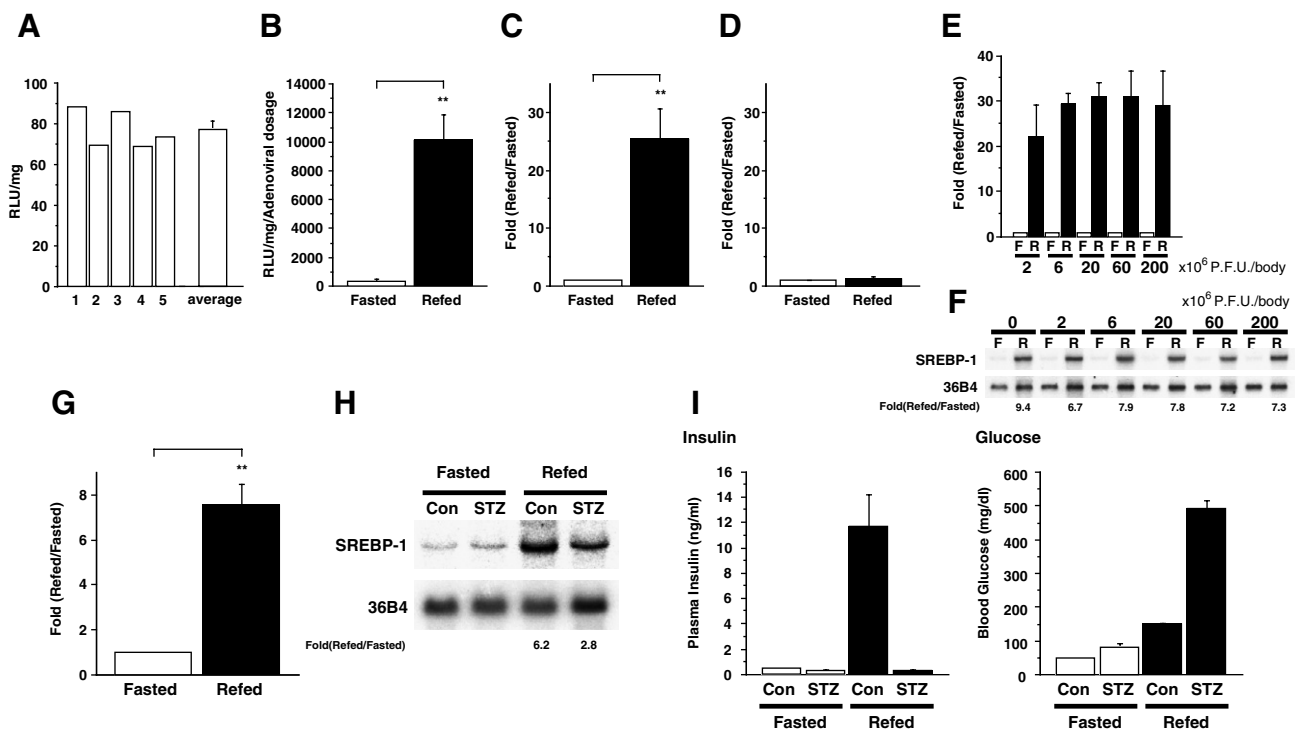 A
RLU/mg
100
80
60
40
20
0
1 2 3 4 5 average
B
RLU/mg/Adenoviral dosage
14000
12000
10000
8000
6000
4000
2000
0
**
Fasted Refed
C
Fold (Refed/Fasted)
30
20
10
0
**
Fasted Refed
D
Fold (Refed/Fasted)
30
20
10
0
Fasted Refed
E
Fold (Refed/Fasted)
40
30
20
10
0
F R F R F R F R F R
2 6 20 60 200 x10⁶ P.F.U./body
F
x10⁶ P.F.U./body
0 2 6 20 60 200
F R F R F R F R F R F R
SREBP-1
36B4
Fold(Refed/Fasted) 9.4 6.7 7.9 7.8 7.2 7.3
G
Fold (Refed/Fasted)
8
6
4
2
0
**
Fasted Refed
H
Fasted Refed
Con STZ Con STZ
SREBP-1
36B4
Fold(Refed/Fasted) 6.2 2.8
I
Insulin
Plasma Insulin (ng/ml)
16
14
12
10
8
6
4
2
0
Con STZ Con STZ
Fasted Refed
Glucose
Blood Glucose (mg/dl)
600
500
400
300
200
100
0
Con STZ Con STZ
Fasted Refed